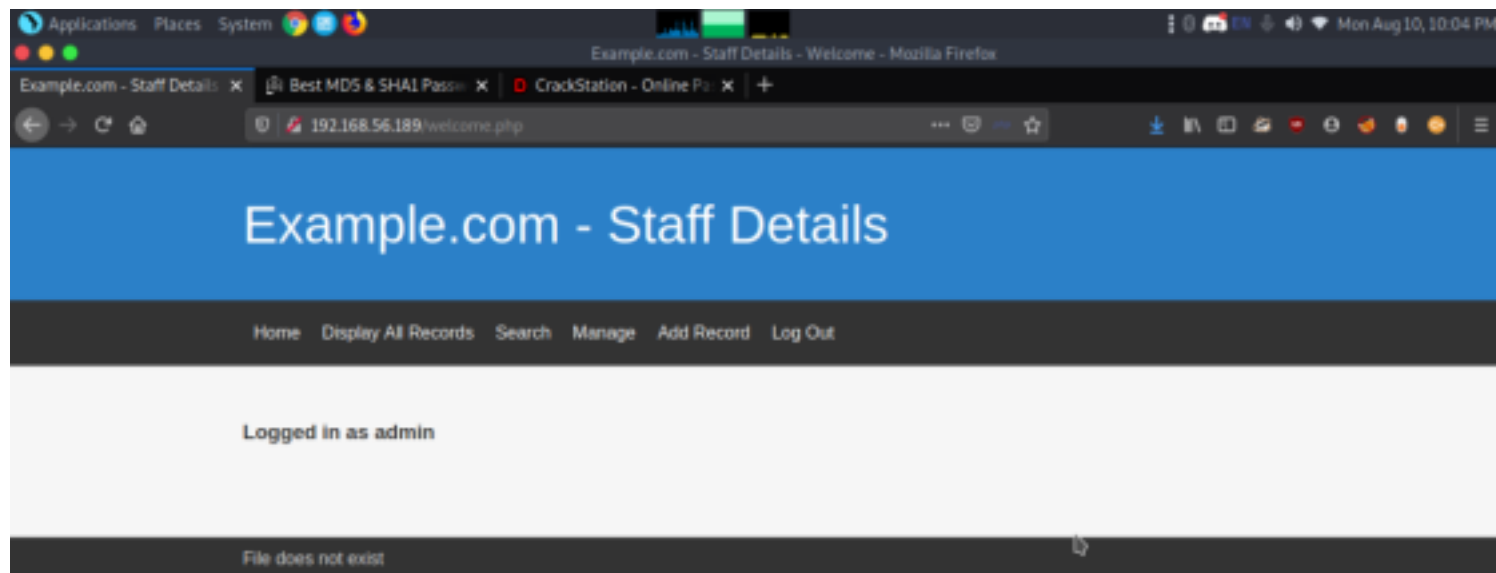 Applications Places System Mon Aug 10, 10:04 PM
Example.com - Staff Details - Welcome - Mozilla Firefox
Example.com - Staff Details Best MD5 & SHA1 Passw CrackStation - Online Pa
192.168.56.189/welcome.php
Example.com - Staff Details
Home Display All Records Search Manage Add Record Log Out
Logged in as admin
File does not exist